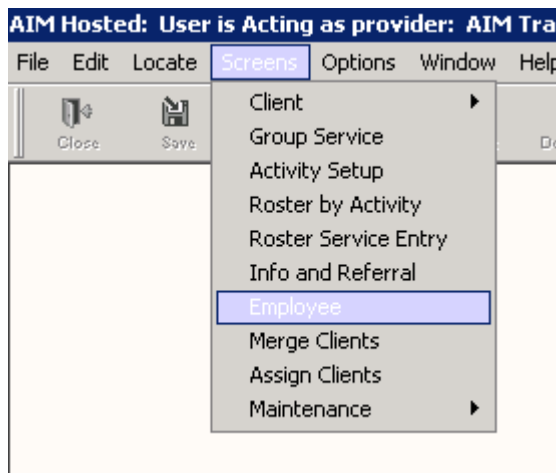 AIM Hosted: User is Acting as provider: AIM Tra
File Edit Locate Screens Options Window Help
Close Save
Client
Group Service
Activity Setup
Roster by Activity
Roster Service Entry
Info and Referral
Employee
Merge Clients
Assign Clients
Maintenance